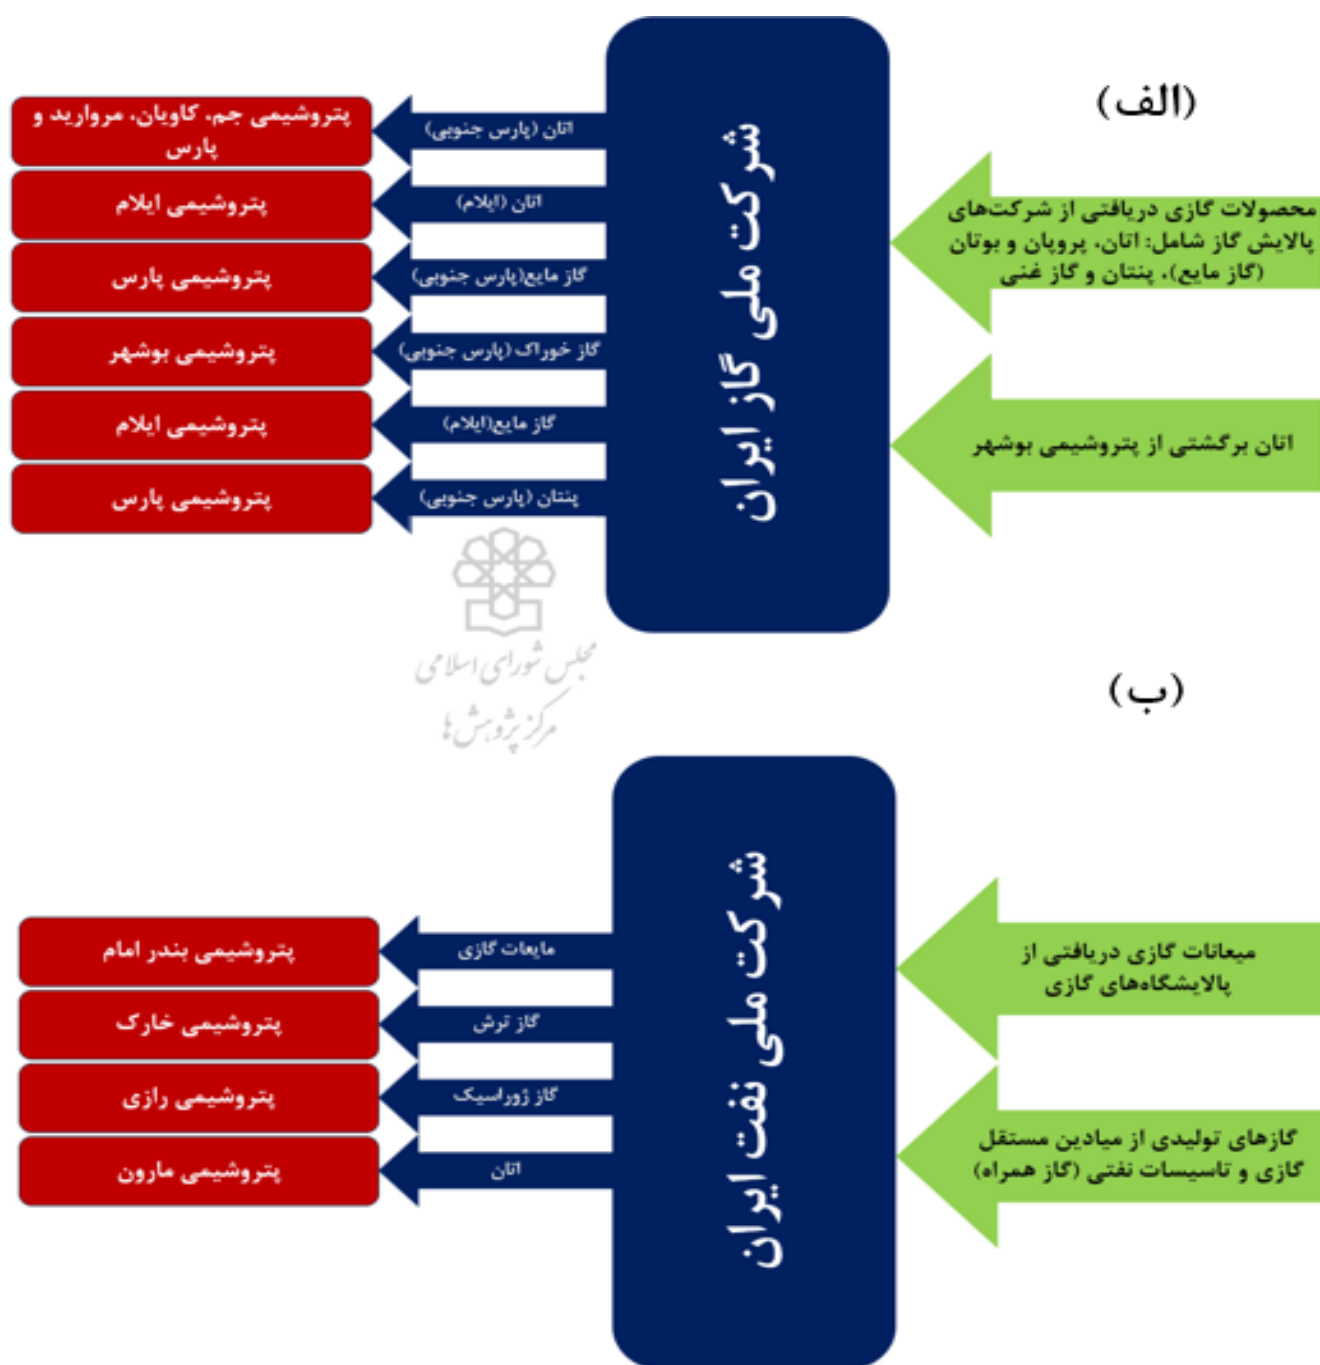 (الف)
محصولات گازی دریافتی از شرکت‌های
پالایش گاز شامل: اتان، پروپان و بوتان
(گاز مایع)، پنتان و گاز غنی
اتان برگشتی از پتروشیمی بوشهر
شرکت ملی گاز ایران
اتان (پارس جنوبی)
پتروشیمی جم، کاویان، مروارید و
پارس
اتان (ایلام)
پتروشیمی ایلام
گاز مایع(پارس جنوبی)
پتروشیمی پارس
گاز خوراک (پارس جنوبی)
پتروشیمی بوشهر
گاز مایع(ایلام)
پتروشیمی ایلام
پنتان (پارس جنوبی)
پتروشیمی پارس
مجلس شورای اسلامی
مرکز پژوهش‌ها
(ب)
میعانات گازی دریافتی از
پالایشگاه‌های گازی
گازهای تولیدی از میادین مستقل
گازی و تاسیسات نفتی (گاز همراه)
شرکت ملی نفت ایران
مایعات گازی
پتروشیمی بندر امام
گاز ترش
پتروشیمی خارک
گاز ژوراسیک
پتروشیمی رازی
اتان
پتروشیمی مارون